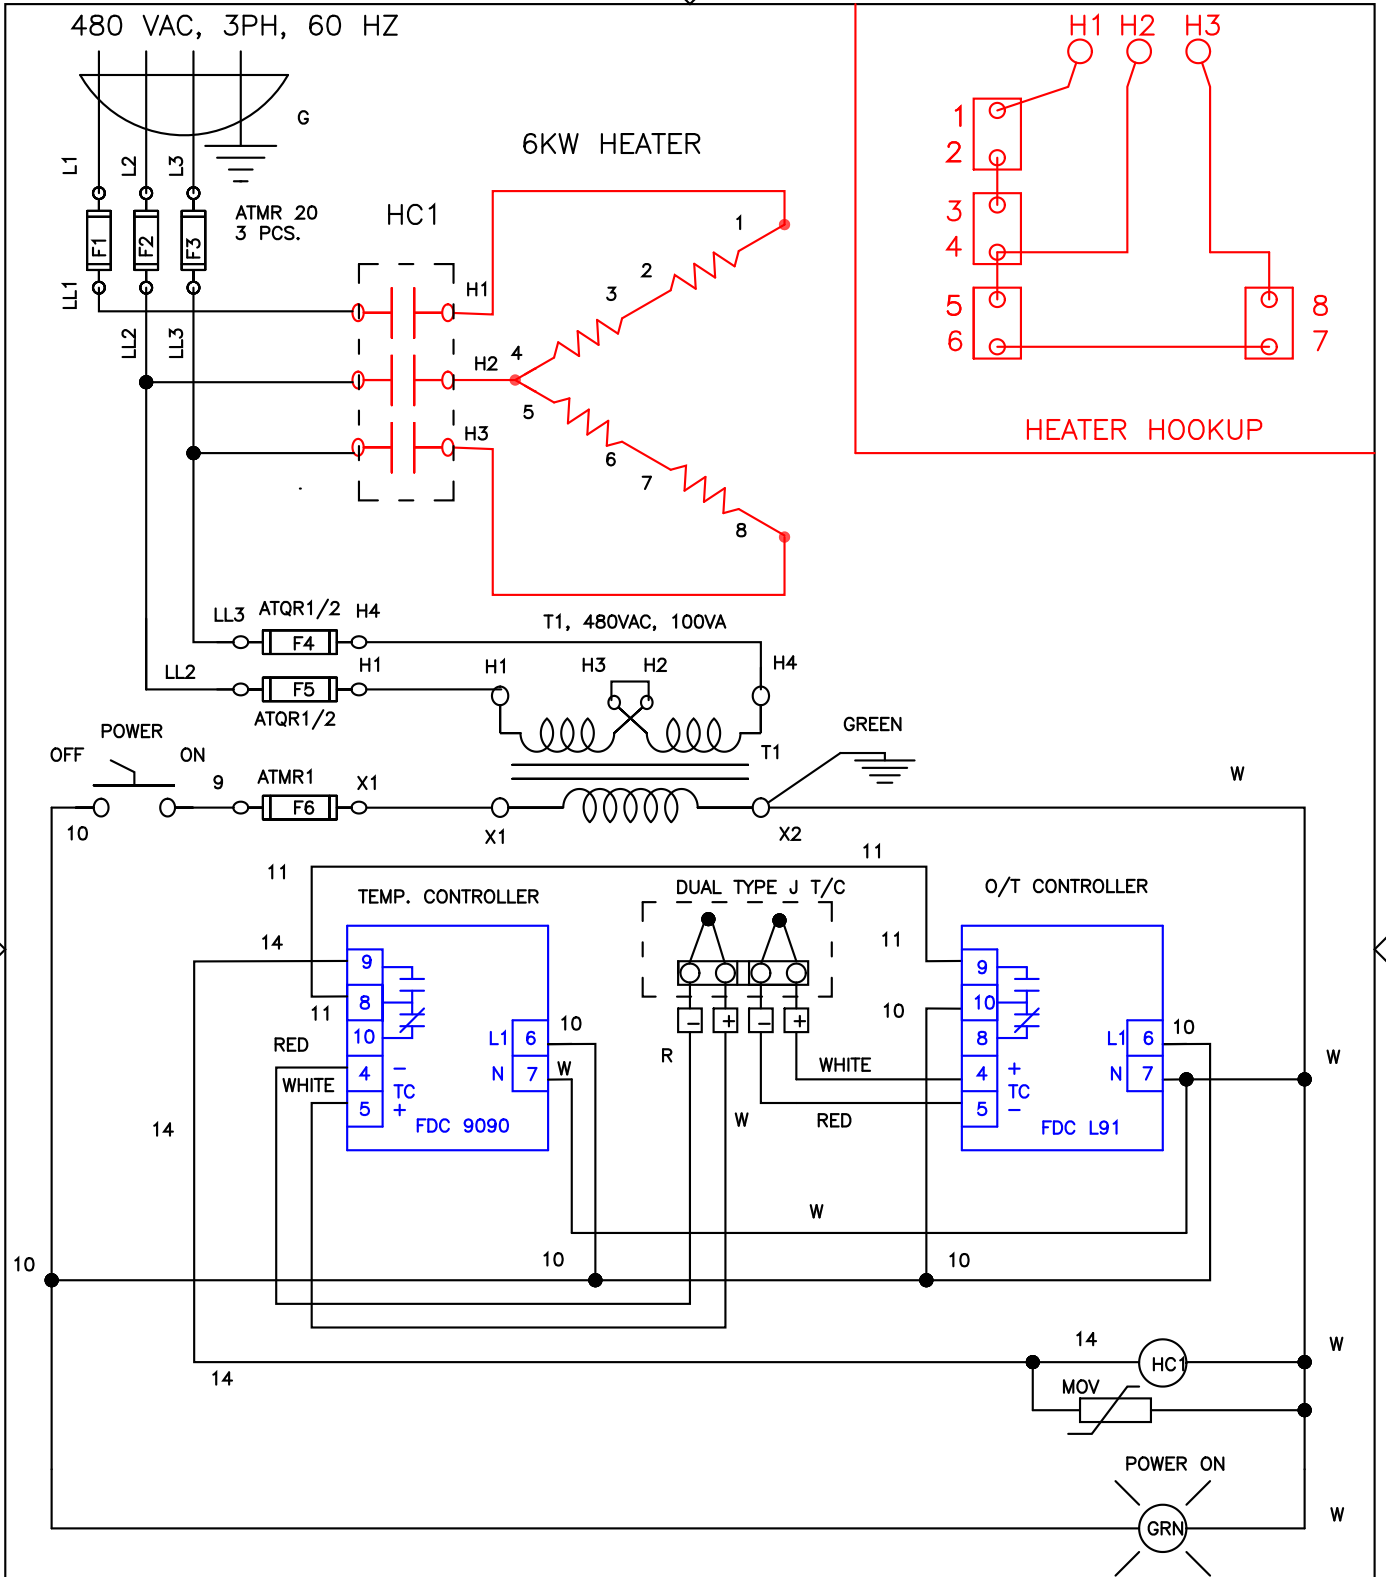 480 VAC, 3PH, 60 HZ
G
L1
L2
L3
F1
F2
F3
ATMR 20
3 PCS.
LL1
LL2
LL3
HC1
6KW HEATER
H1
H2
H3
1
2
3
4
5
6
7
8
H1 H2 H3
1
2
3
4
5
6
8
7
HEATER HOOKUP
LL3
ATQR1/2
H4
F4
LL2
H1
F5
ATQR1/2
T1, 480VAC, 100VA
H1
H3
H2
H4
T1
GREEN
POWER
OFF
ON
9
ATMR1
X1
F6
10
X1
X2
W
11
11
TEMP. CONTROLLER
DUAL TYPE J T/C
O/T CONTROLLER
14
11
9
8
10
4
5
−
TC
+
L1
6
N
7
FDC 9090
10
W
11
RED
WHITE
−
+
−
+
R
W
WHITE
RED
10
9
10
8
4
5
+
TC
−
L1
6
N
7
FDC L91
10
W
14
W
10
10
10
14
14
HC1
W
MOV
POWER ON
GRN
W